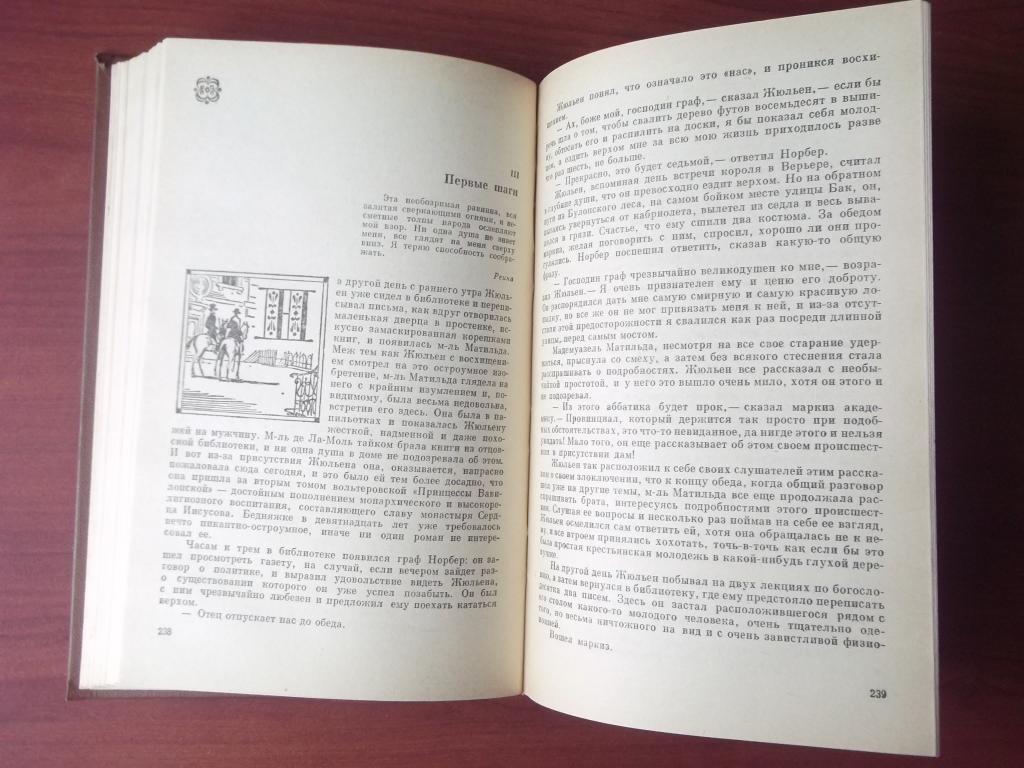 III
Первые шаги
Эта необозримая равнина, вся
залитая сверкающими огнями, и не-
сметные толпы народа ослепляют
мой взор. Ни одна душа не знает
меня, все глядят на меня сверху
вниз. Я теряю способность сообра-
жать.
Рейна
а другой день с раннего утра Жюль-
ен уже сидел в библиотеке и перепи-
сывал письма, как вдруг отворилась
маленькая дверца в простенке, ис-
кусно замаскированная корешками
книг, и появилась м-ль Матильда.
Меж тем как Жюльен с восхищени-
ем смотрел на это остроумное изо-
бретение, м-ль Матильда глядела на
него с крайним изумлением и, по-
видимому, была весьма недовольна,
встретив его здесь. Она была в па-
пильотках и показалась Жюльену
жесткой, надменной и даже похо-
жей на мужчину. М-ль де Ла-Моль тайком брала книги из отцов-
ской библиотеки, и ни одна душа в доме не подозревала об этом.
И вот из-за присутствия Жюльена она, оказывается, напрасно
пожаловала сюда сегодня, и это было ей тем более досадно, что
она пришла за вторым томом вольтеровской «Принцессы Вави-
лонской» — достойным пополнением монархического и высокоре-
лигиозного воспитания, составляющего славу монастыря Серд-
ца Иисусова. Бедняжке в девятнадцать лет уже требовалось
нечто пикантно-остроумное, иначе ни один роман не интере-
совал ее.
Часам к трем в библиотеке появился граф Норбер: он за-
шел просмотреть газету, на случай, если вечером зайдет раз-
говор о политике, и выразил удовольствие видеть Жюльена,
о существовании которого он уже успел позабыть. Он был
с ним чрезвычайно любезен и предложил ему поехать кататься
верхом.
— Отец отпускает нас до обеда.
238
Жюльен понял, что означало это «нас», и проникся восхи-
щением.
— Ах, боже мой, господин граф,— сказал Жюльен,— если бы
речь шла о том, чтобы свалить дерево футов восемьдесят в выши-
ну, обтесать его и распилить на доски, я бы показал себя молод-
цом, а ездить верхом мне за всю мою жизнь приходилось разве
что раз шесть, не больше.
— Прекрасно, это будет седьмой,— ответил Норбер.
Жюльен, вспоминая день встречи короля в Верьере, считал
в глубине души, что он превосходно ездит верхом. Но на обратном
пути из Булонского леса, на самом бойком месте улицы Бак, он,
пытаясь увернуться от кабриолета, вылетел из седла и весь выва-
лялся в грязи. Счастье, что ему сшили два костюма. За обедом
маркиз, желая поговорить с ним, спросил, хорошо ли они про-
гулялись. Норбер поспешил ответить, сказав какую-то общую
фразу.
— Господин граф чрезвычайно великодушен ко мне,— возра-
зил Жюльен.— Я очень признателен ему и ценю его доброту.
Он распорядился дать мне самую смирную и самую красивую ло-
шадку, но все же он не мог привязать меня к ней, и из-за отсут-
ствия этой предосторожности я свалился как раз посреди длинной
улицы, перед самым мостом.
Мадемуазель Матильда, несмотря на все свое старание удер-
жаться, прыснула со смеху, а затем без всякого стеснения стала
расспрашивать о подробностях. Жюльен все рассказал с необы-
чайной простотой, и у него это вышло очень мило, хотя он этого и
не подозревал.
— Из этого аббатика будет прок,— сказал маркиз акаде-
мику.— Провинциал, который держится так просто при подоб-
ных обстоятельствах, это что-то невиданное, да нигде этого и нельзя
увидать! Мало того, он еще рассказывает об этом своем происшест-
вии в присутствии дам!
Жюльен так расположил к себе своих слушателей этим расска-
зом о своем злоключении, что к концу обеда, когда общий разговор
шел уже на другие темы, м-ль Матильда все еще продолжала рас-
спрашивать брата, интересуясь подробностями этого происшест-
вия. Слушая ее вопросы и несколько раз поймав на себе ее взгляд,
Жюльен осмелился сам ответить ей, хотя она обращалась не к не-
му, и все втроем принялись хохотать, точь-в-точь как если бы это
была простая крестьянская молодежь в какой-нибудь глухой дере-
вушке.
На другой день Жюльен побывал на двух лекциях по богосло-
вию, а затем вернулся в библиотеку, где ему предстояло переписать
десятка два писем. Здесь он застал расположившегося рядом с
его столом какого-то молодого человека, очень тщательно оде-
того, но весьма ничтожного на вид и с очень завистливой физио-
номией.
Вошел маркиз.
239